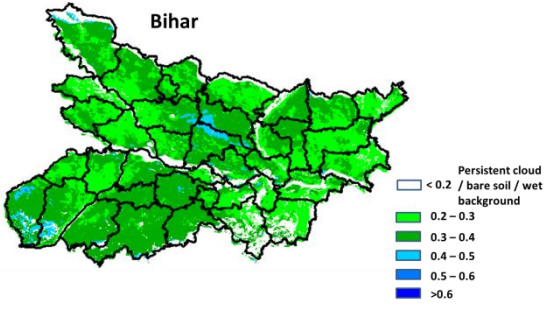 Bihar
< 0.2
Persistent cloud
/ bare soil / wet
background
0.2 – 0.3
0.3 – 0.4
0.4 – 0.5
0.5 – 0.6
>0.6